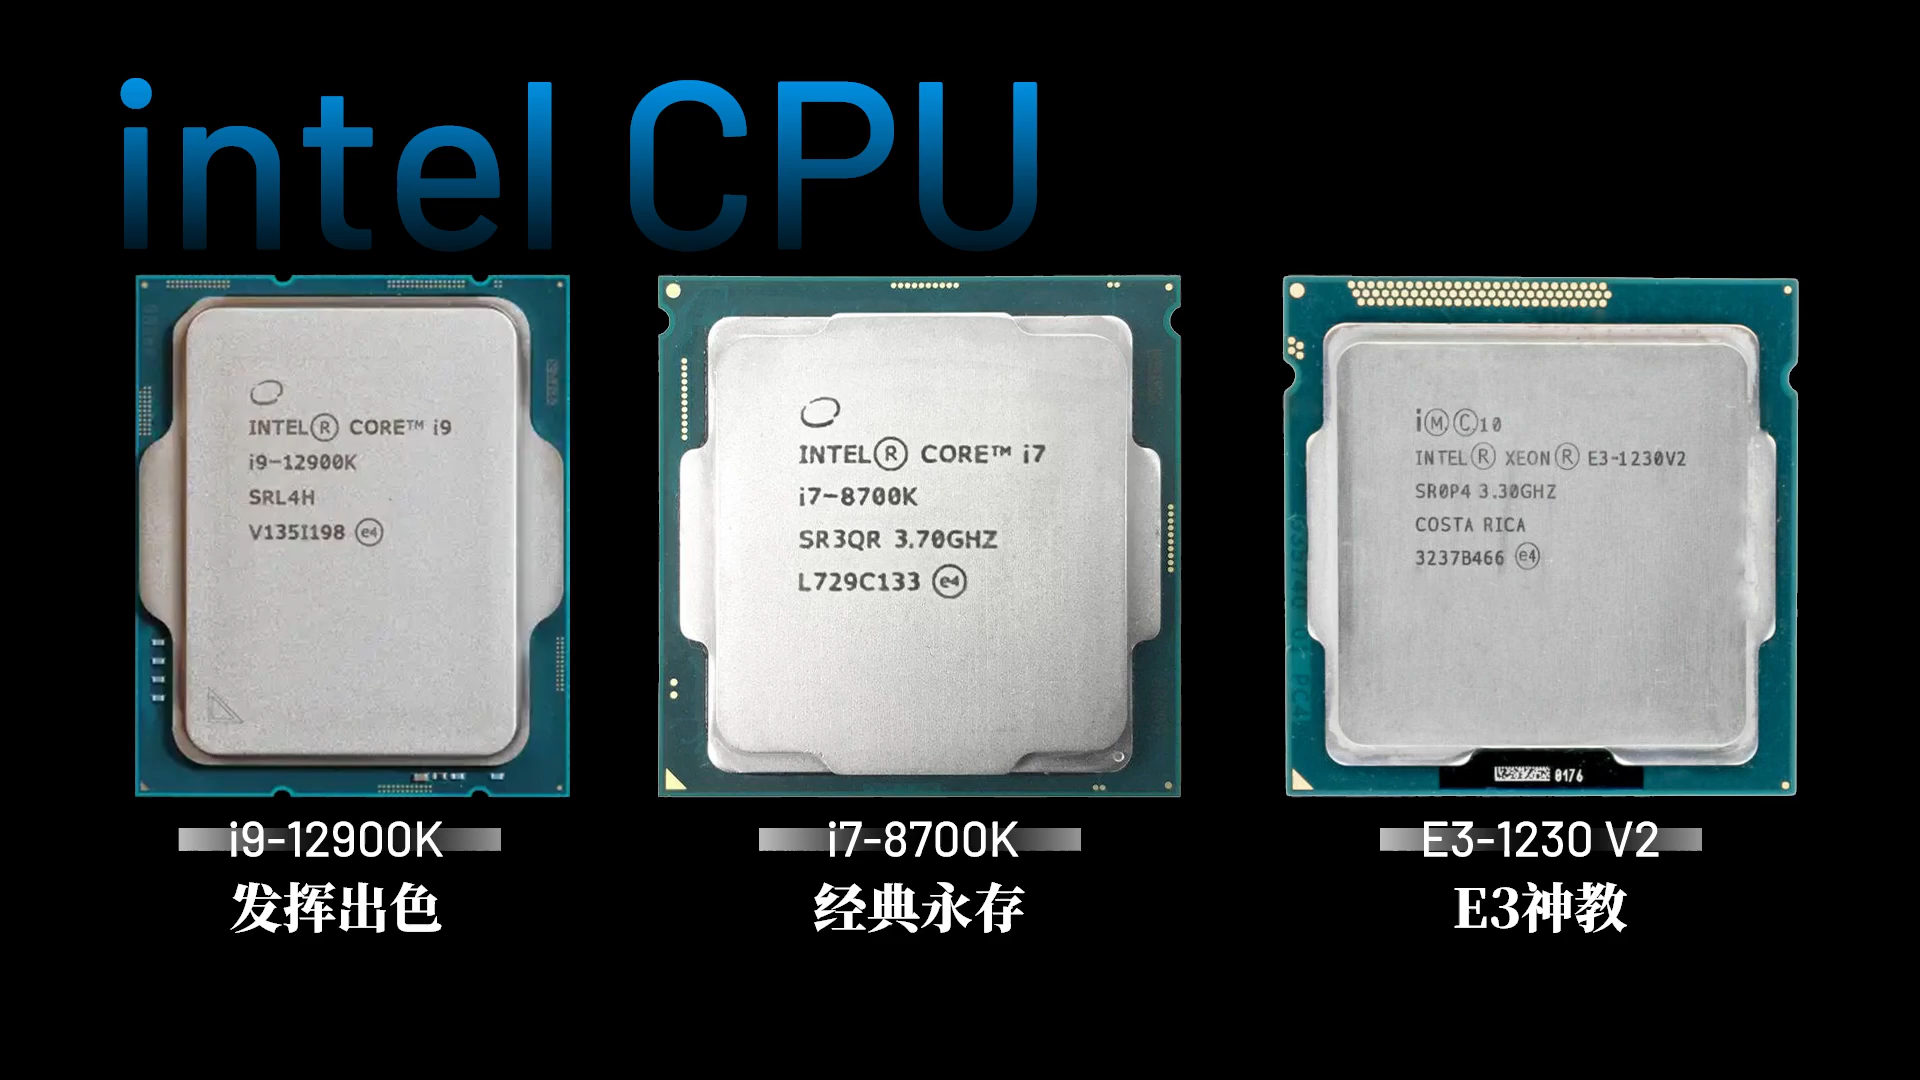 intel CPU
INTEL® CORE™ i9
i9-12900K
SRL4H
V135I198 e4
INTEL® CORE™ i7
i7-8700K
SR3QR 3.70GHZ
L729C133 e4
i Ⓜ Ⓒ10
INTEL® XEON® E3-1230V2
SR0P4 3.30GHZ
COSTA RICA
3237B466 e4
0176
i9-12900K
发挥出色
i7-8700K
经典永存
E3-1230 V2
E3神教